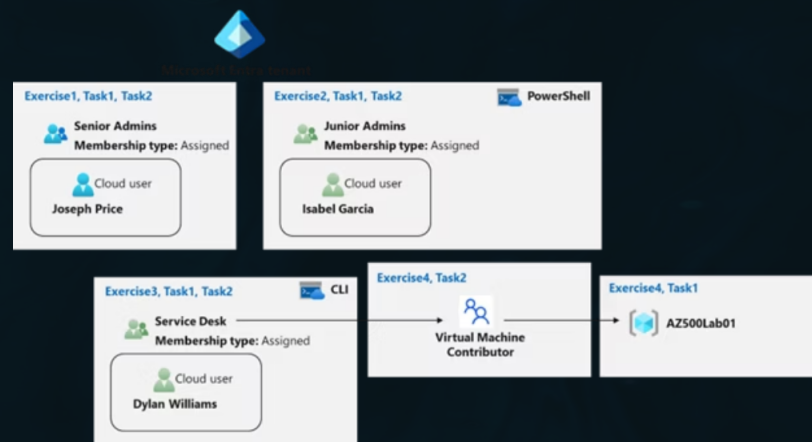 Exercise1, Task1, Task2
Senior Admins
Membership type: Assigned
Cloud user
Joseph Price
Exercise2, Task1, Task2
PowerShell
Junior Admins
Membership type: Assigned
Cloud user
Isabel Garcia
Exercise3, Task1, Task2
CLI
Service Desk
Membership type: Assigned
Cloud user
Dylan Williams
Exercise4, Task2
Virtual Machine
Contributor
Exercise4, Task1
AZ500Lab01